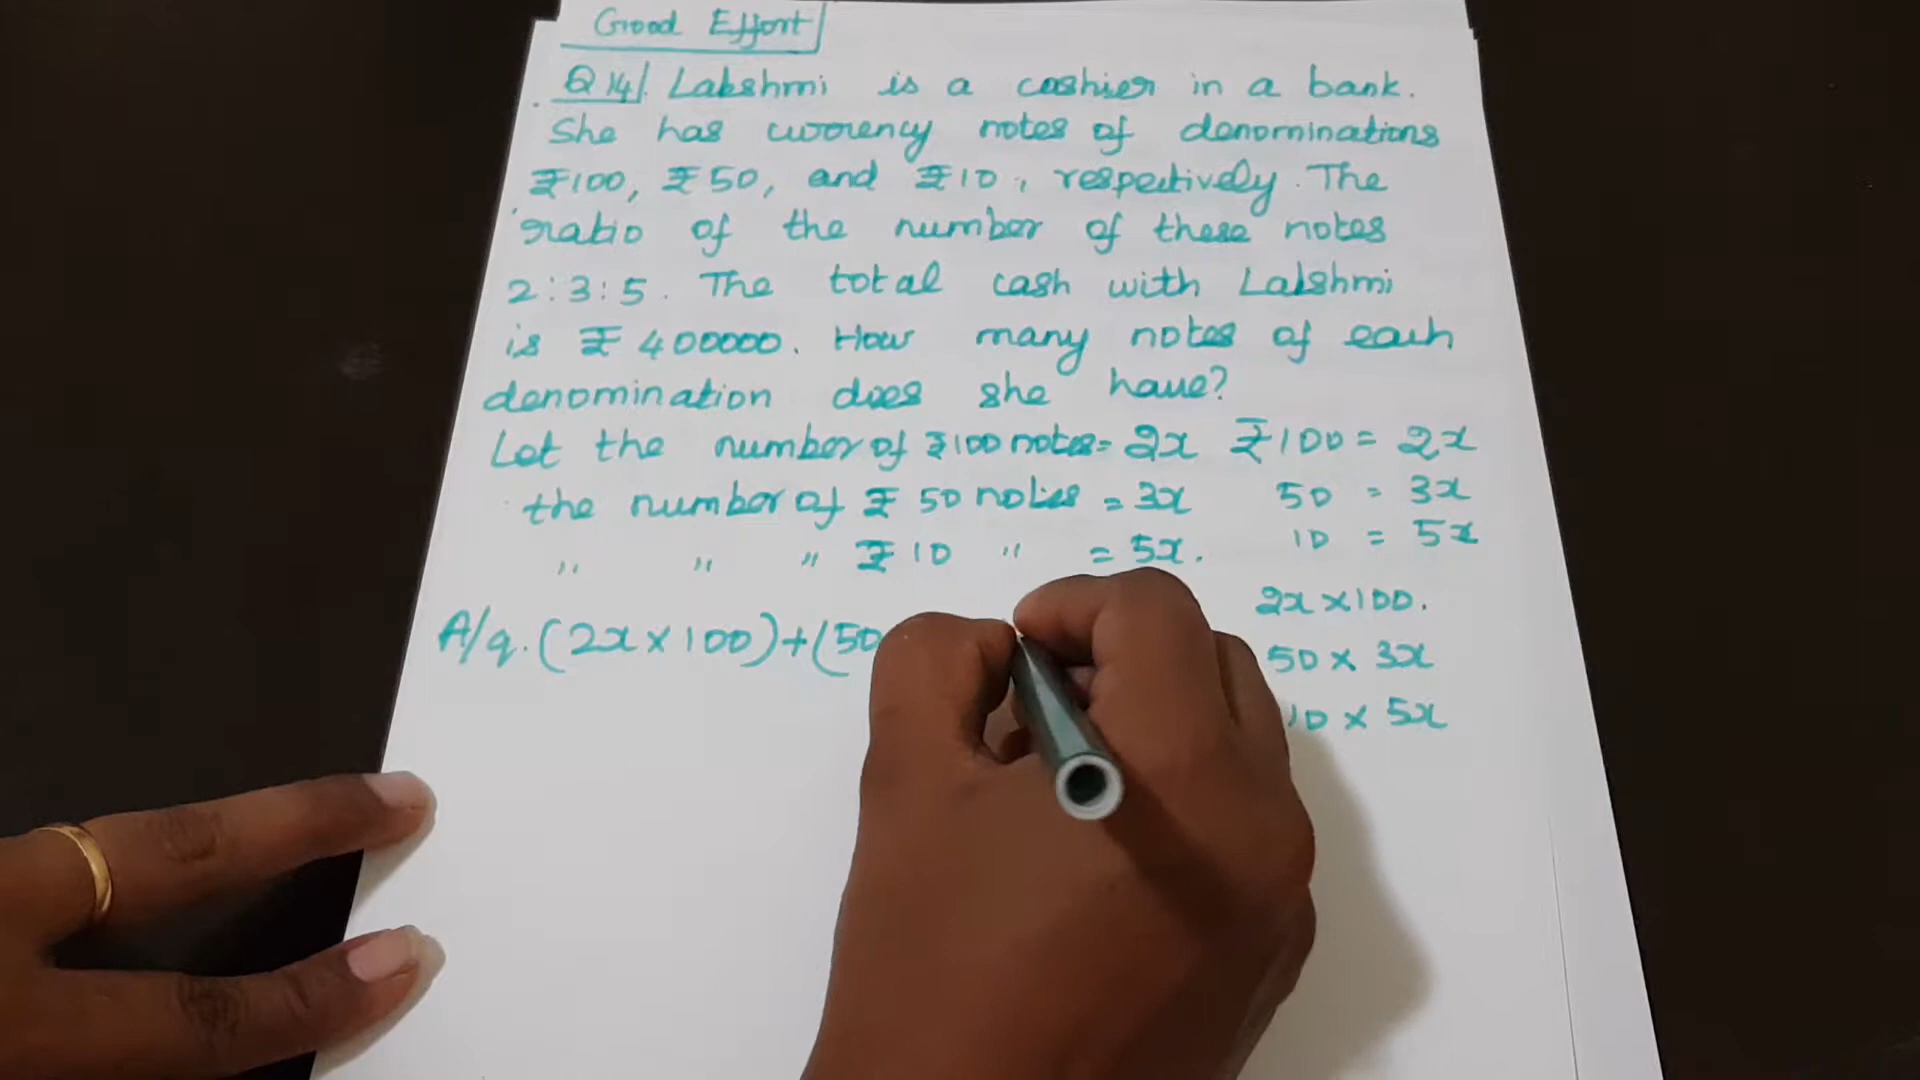 Good Effort
Q 14 Lakshmi is a cashier in a bank.
She has currency notes of denominations
₹100, ₹50, and ₹10, respectively. The
ratio of the number of these notes
2:3:5. The total cash with Lakshmi
is ₹ 400000. How many notes of each
denomination does she have?
Let the number of ₹100 notes = 2x ₹100 = 2x
the number of ₹ 50 notes = 3x 50 = 3x
" " " ₹10 " = 5x. 10 = 5x
2x×100.
A/q. (2x×100)+(50
50 × 3x
10 × 5x